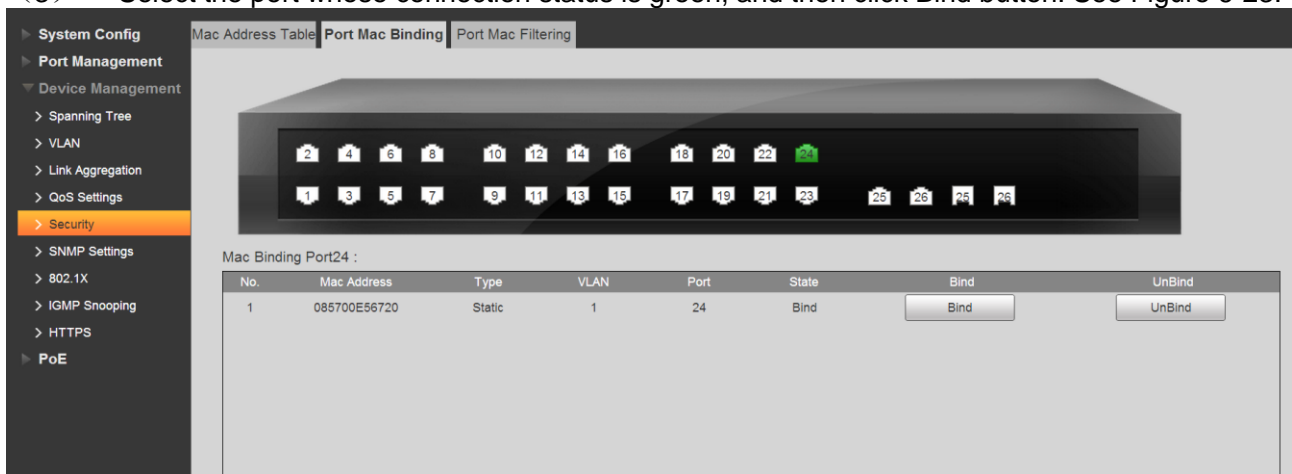 Select the port whose connection status is green, and then click Bind button. See Figure
System Config
Port Management
Device Management
> Spanning Tree
> VLAN
> Link Aggregation
> QoS Settings
> Security
> SNMP Settings
> 802.1X
> IGMP Snooping
> HTTPS
PoE
Mac Address Table Port Mac Binding Port Mac Filtering
2 4 6 8 10 12 14 16 18 20 22 24
1 3 5 7 9 11 13 15 17 19 21 23 25 26 25 26
Mac Binding Port24 :
No. Mac Address Type VLAN Port State Bind UnBind
1 085700E56720 Static 1 24 Bind Bind UnBind